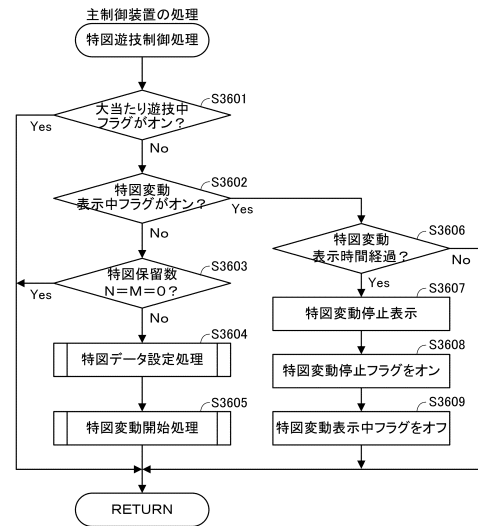 主制御装置の処理
特図遊技制御処理
S3601
大当たり遊技中
フラグがオン？
Yes
No
S3602
特図変動
表示中フラグがオン？
Yes
No
S3606
特図変動
表示時間経過？
No
Yes
S3603
特図保留数
N＝M＝0？
Yes
No
S3607
特図変動停止表示
S3604
特図データ設定処理
S3608
特図変動停止フラグをオン
S3605
特図変動開始処理
S3609
特図変動表示中フラグをオフ
RETURN